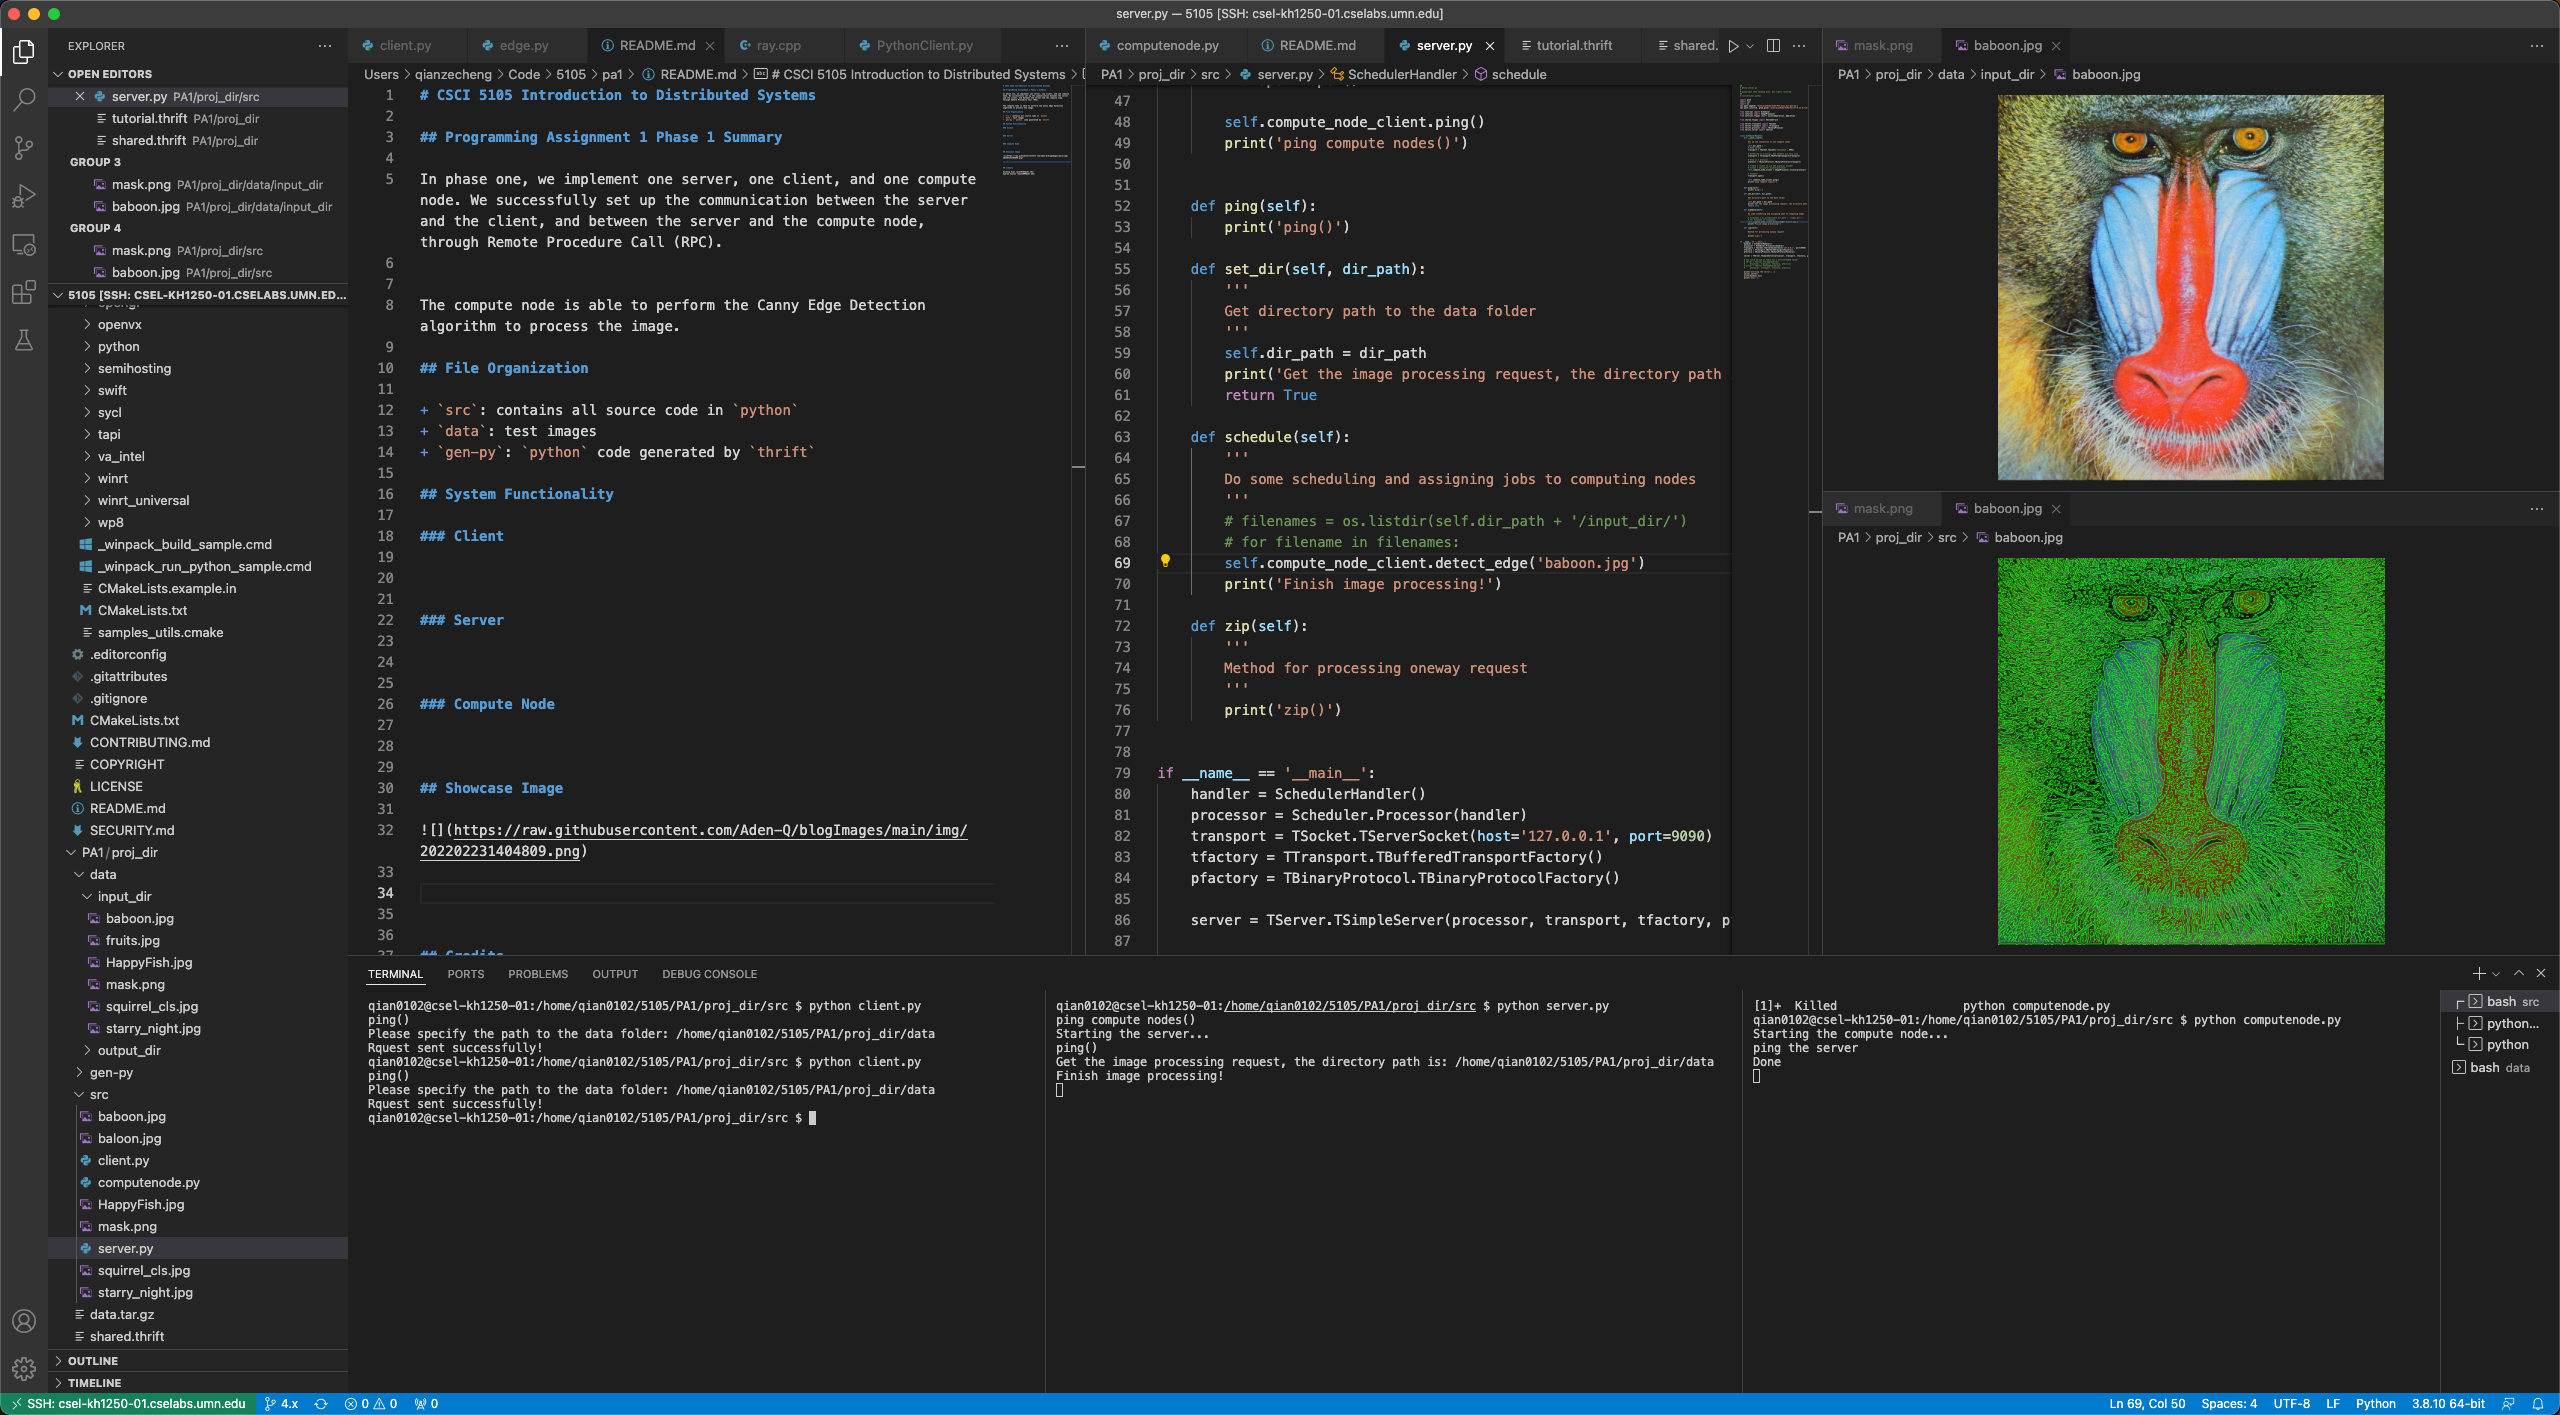 server.py — 5105 [SSH: csel-kh1250-01.cselabs.umn.edu]
EXPLORER
OPEN EDITORS
server.py PA1/proj_dir/src
tutorial.thrift PA1/proj_dir
shared.thrift PA1/proj_dir
GROUP 3
mask.png PA1/proj_dir/data/input_dir
baboon.jpg PA1/proj_dir/data/input_dir
GROUP 4
mask.png PA1/proj_dir/src
baboon.jpg PA1/proj_dir/src
5105 [SSH: CSEL-KH1250-01.CSELABS.UMN.ED...
openvx
python
semihosting
swift
sycl
tapi
va_intel
winrt
winrt_universal
wp8
_winpack_build_sample.cmd
_winpack_run_python_sample.cmd
CMakeLists.example.in
CMakeLists.txt
samples_utils.cmake
.editorconfig
.gitattributes
.gitignore
CMakeLists.txt
CONTRIBUTING.md
COPYRIGHT
LICENSE
README.md
SECURITY.md
PA1/proj_dir
data
input_dir
baboon.jpg
fruits.jpg
HappyFish.jpg
mask.png
squirrel_cls.jpg
starry_night.jpg
output_dir
gen-py
src
baboon.jpg
baloon.jpg
client.py
computenode.py
HappyFish.jpg
mask.png
server.py
squirrel_cls.jpg
starry_night.jpg
data.tar.gz
shared.thrift
OUTLINE
TIMELINE
client.py edge.py README.md ray.cpp PythonClient.py
Users > qianzecheng > Code > 5105 > pa1 > README.md > # CSCI 5105 Introduction to Distributed Systems >
1 # CSCI 5105 Introduction to Distributed Systems
2
3 ## Programming Assignment 1 Phase 1 Summary
4
5 In phase one, we implement one server, one client, and one compute
node. We successfully set up the communication between the server
and the client, and between the server and the compute node,
through Remote Procedure Call (RPC).
6
7
8 The compute node is able to perform the Canny Edge Detection
algorithm to process the image.
9
10 ## File Organization
11
12 + `src`: contains all source code in `python`
13 + `data`: test images
14 + `gen-py`: `python` code generated by `thrift`
15
16 ## System Functionality
17
18 ### Client
19
20
21
22 ### Server
23
24
25
26 ### Compute Node
27
28
29
30 ## Showcase Image
31
32 ![](https://raw.githubusercontent.com/Aden-Q/blogImages/main/img/
202202231404809.png)
33
34
35
36
37 ## Credits
computenode.py README.md server.py tutorial.thrift shared.
PA1 > proj_dir > src > server.py > SchedulerHandler > schedule
47
48 self.compute_node_client.ping()
49 print('ping compute nodes()')
50
51
52 def ping(self):
53 print('ping()')
54
55 def set_dir(self, dir_path):
56 '''
57 Get directory path to the data folder
58 '''
59 self.dir_path = dir_path
60 print('Get the image processing request, the directory path
61 return True
62
63 def schedule(self):
64 '''
65 Do some scheduling and assigning jobs to computing nodes
66 '''
67 # filenames = os.listdir(self.dir_path + '/input_dir/')
68 # for filename in filenames:
69 self.compute_node_client.detect_edge('baboon.jpg')
70 print('Finish image processing!')
71
72 def zip(self):
73 '''
74 Method for processing oneway request
75 '''
76 print('zip()')
77
78
79 if __name__ == '__main__':
80 handler = SchedulerHandler()
81 processor = Scheduler.Processor(handler)
82 transport = TSocket.TServerSocket(host='127.0.0.1', port=9090)
83 tfactory = TTransport.TBufferedTransportFactory()
84 pfactory = TBinaryProtocol.TBinaryProtocolFactory()
85
86 server = TServer.TSimpleServer(processor, transport, tfactory, p
87
mask.png baboon.jpg
PA1 > proj_dir > data > input_dir > baboon.jpg
mask.png baboon.jpg
PA1 > proj_dir > src > baboon.jpg
TERMINAL PORTS PROBLEMS OUTPUT DEBUG CONSOLE
qian0102@csel-kh1250-01:/home/qian0102/5105/PA1/proj_dir/src $ python client.py
ping()
Please specify the path to the data folder: /home/qian0102/5105/PA1/proj_dir/data
Rquest sent successfully!
qian0102@csel-kh1250-01:/home/qian0102/5105/PA1/proj_dir/src $ python client.py
ping()
Please specify the path to the data folder: /home/qian0102/5105/PA1/proj_dir/data
Rquest sent successfully!
qian0102@csel-kh1250-01:/home/qian0102/5105/PA1/proj_dir/src $
qian0102@csel-kh1250-01:/home/qian0102/5105/PA1/proj_dir/src $ python server.py
ping compute nodes()
Starting the server...
ping()
Get the image processing request, the directory path is: /home/qian0102/5105/PA1/proj_dir/data
Finish image processing!
[1]+ Killed python computenode.py
qian0102@csel-kh1250-01:/home/qian0102/5105/PA1/proj_dir/src $ python computenode.py
Starting the compute node...
ping the server
Done
bash src
python...
python
bash data
SSH: csel-kh1250-01.cselabs.umn.edu 4.x 0 0 0
Ln 69, Col 50 Spaces: 4 UTF-8 LF Python 3.8.10 64-bit